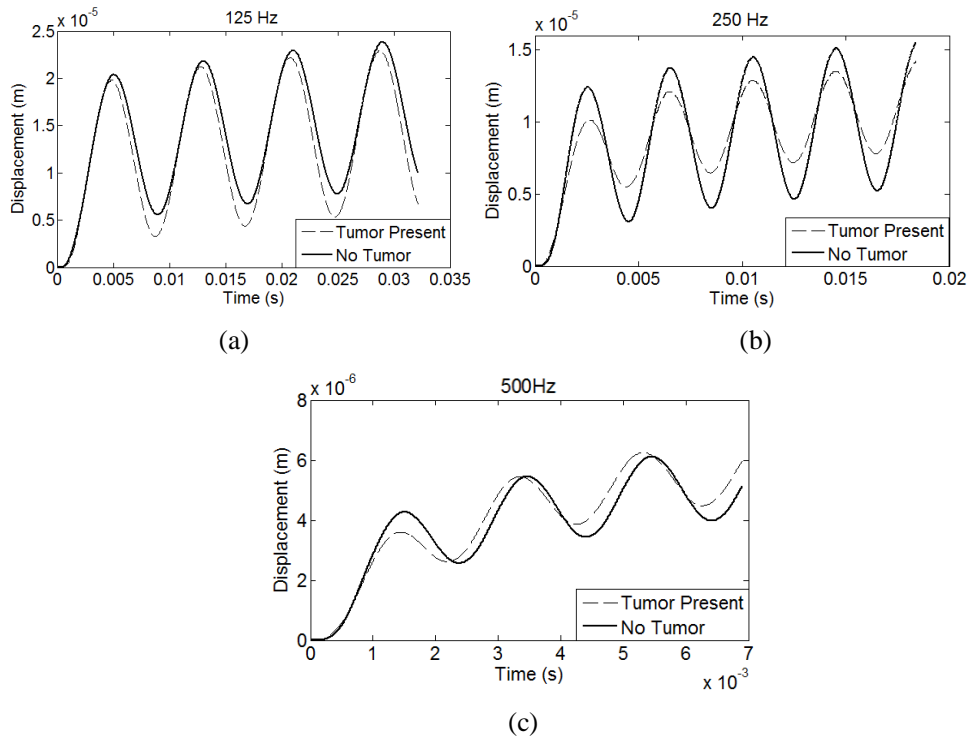 x 10^-5
125 Hz
2.5
2
1.5
1
0.5
0
Displacement (m)
Tumor Present
No Tumor
0 0.005 0.01 0.015 0.02 0.025 0.03 0.035
Time (s)
(a)
x 10^-5
250 Hz
1.5
1
0.5
0
Displacement (m)
Tumor Present
No Tumor
0 0.005 0.01 0.015 0.02
Time (s)
(b)
x 10^-6
500Hz
8
6
4
2
0
Displacement (m)
Tumor Present
No Tumor
0 1 2 3 4 5 6 7
Time (s)
x 10^-3
(c)